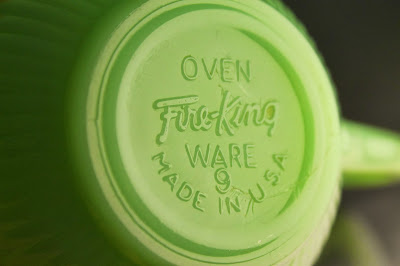 OVEN
Fire-King
WARE
9
MADE IN U.S.A